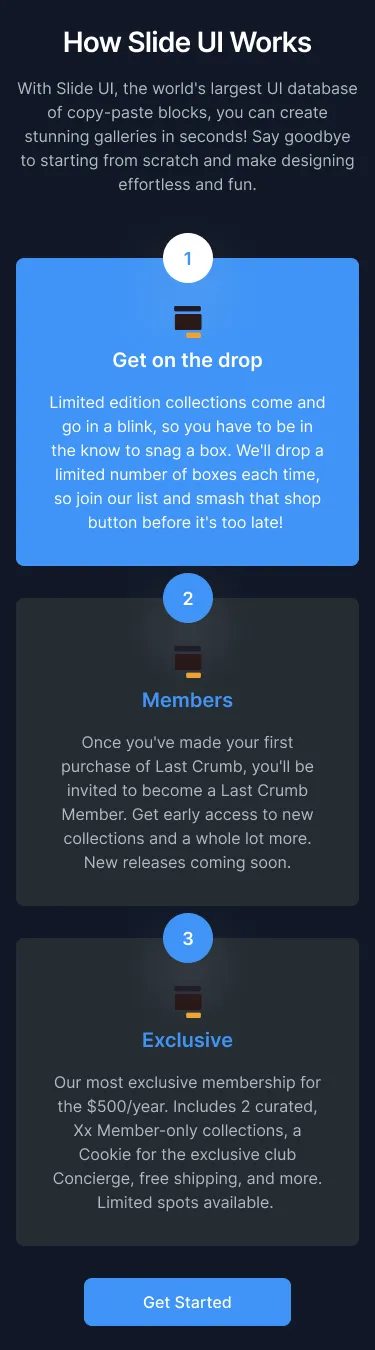 How Slide UI Works
With Slide UI, the world's largest UI database
of copy-paste blocks, you can create
stunning galleries in seconds! Say goodbye
to starting from scratch and make designing
effortless and fun.
1
Get on the drop
Limited edition collections come and
go in a blink, so you have to be in
the know to snag a box. We'll drop a
limited number of boxes each time,
so join our list and smash that shop
button before it's too late!
2
Members
Once you've made your first
purchase of Last Crumb, you'll be
invited to become a Last Crumb
Member. Get early access to new
collections and a whole lot more.
New releases coming soon.
3
Exclusive
Our most exclusive membership for
the $500/year. Includes 2 curated,
Xx Member-only collections, a
Cookie for the exclusive club
Concierge, free shipping, and more.
Limited spots available.
Get Started